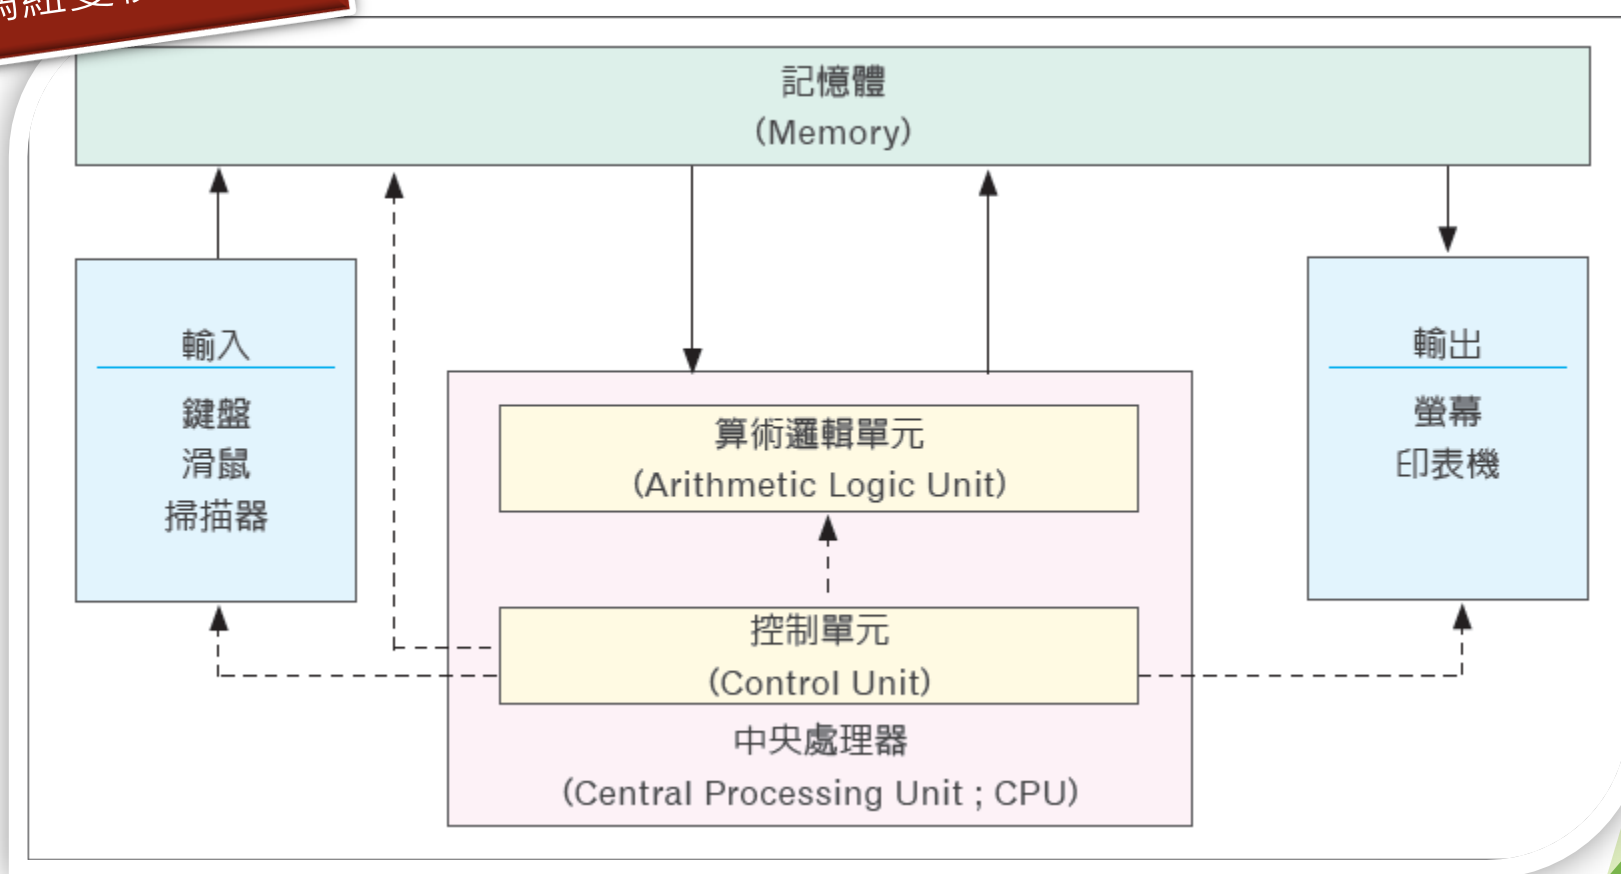 記憶體
(Memory)
輸入
鍵盤
滑鼠
掃描器
算術邏輯單元
(Arithmetic Logic Unit)
控制單元
(Control Unit)
中央處理器
(Central Processing Unit ; CPU)
輸出
螢幕
印表機